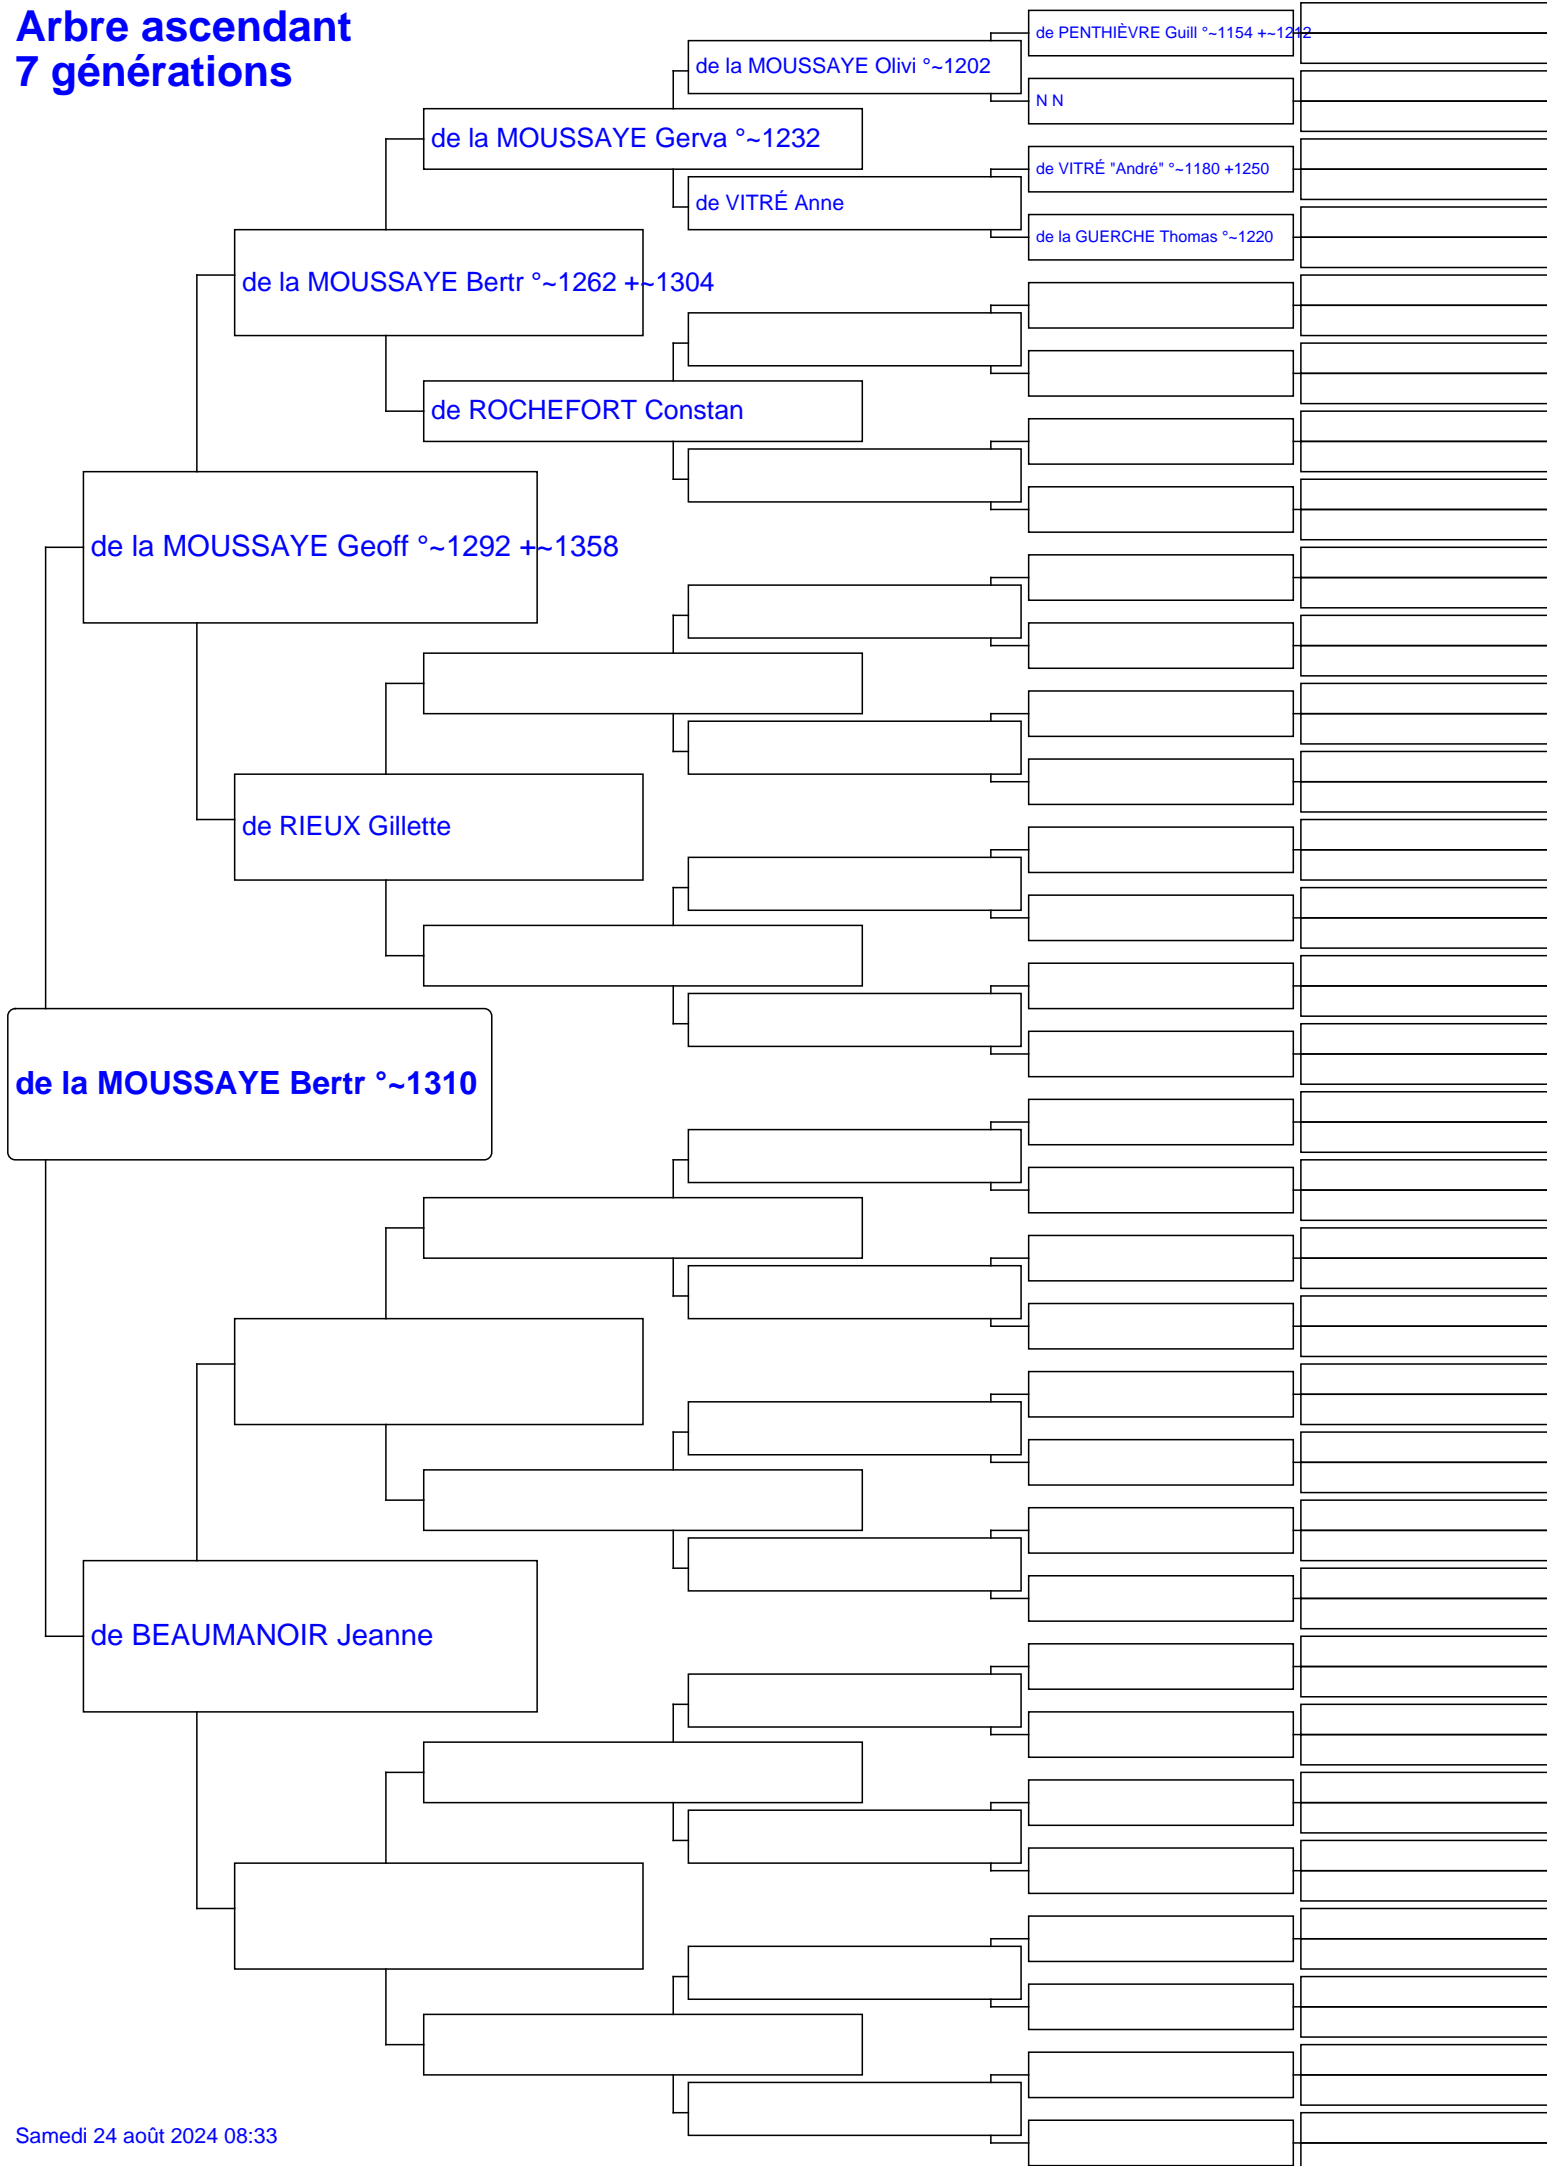 Arbre ascendant
7 générations
de PENTHIÈVRE Guill °~1154 +~1212
de la MOUSSAYE Olivi °~1202
N N
de la MOUSSAYE Gerva °~1232
de VITRÉ "André" °~1180 +1250
de VITRÉ Anne
de la GUERCHE Thomas °~1220
de la MOUSSAYE Bertr °~1262 +~1304
de ROCHEFORT Constan
de la MOUSSAYE Geoff °~1292 +~1358
de RIEUX Gillette
de la MOUSSAYE Bertr °~1310
de BEAUMANOIR Jeanne
Samedi 24 août 2024 08:33